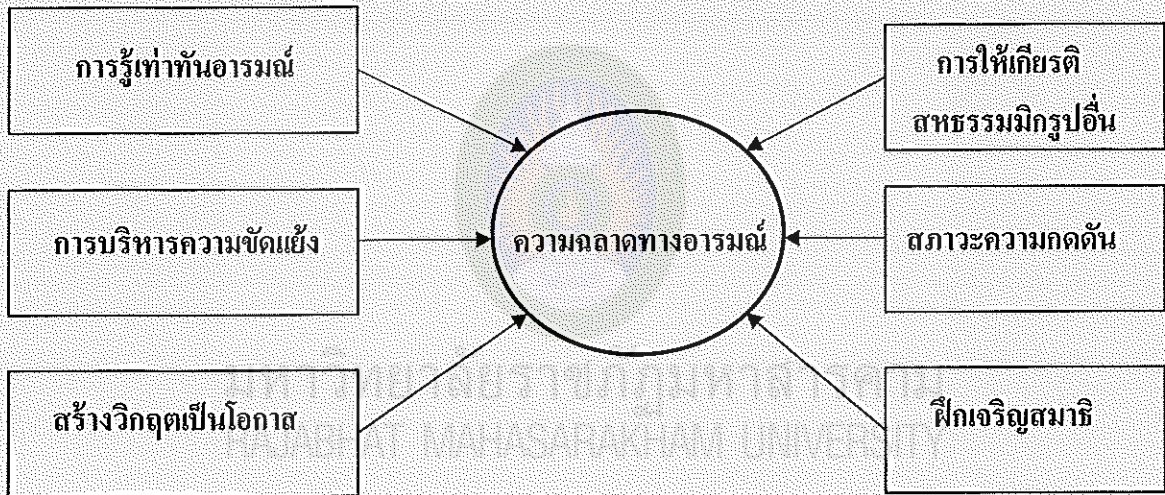 การรู้เท่าทันอารมณ์
การให้เกียรติ
สหธรรมมิกรูปอื่น
การบริหารความขัดแย้ง
ความฉลาดทางอารมณ์
สภาวะความกดดัน
สร้างวิกฤตเป็นโอกาส
ฝึกเจริญสมาธิ